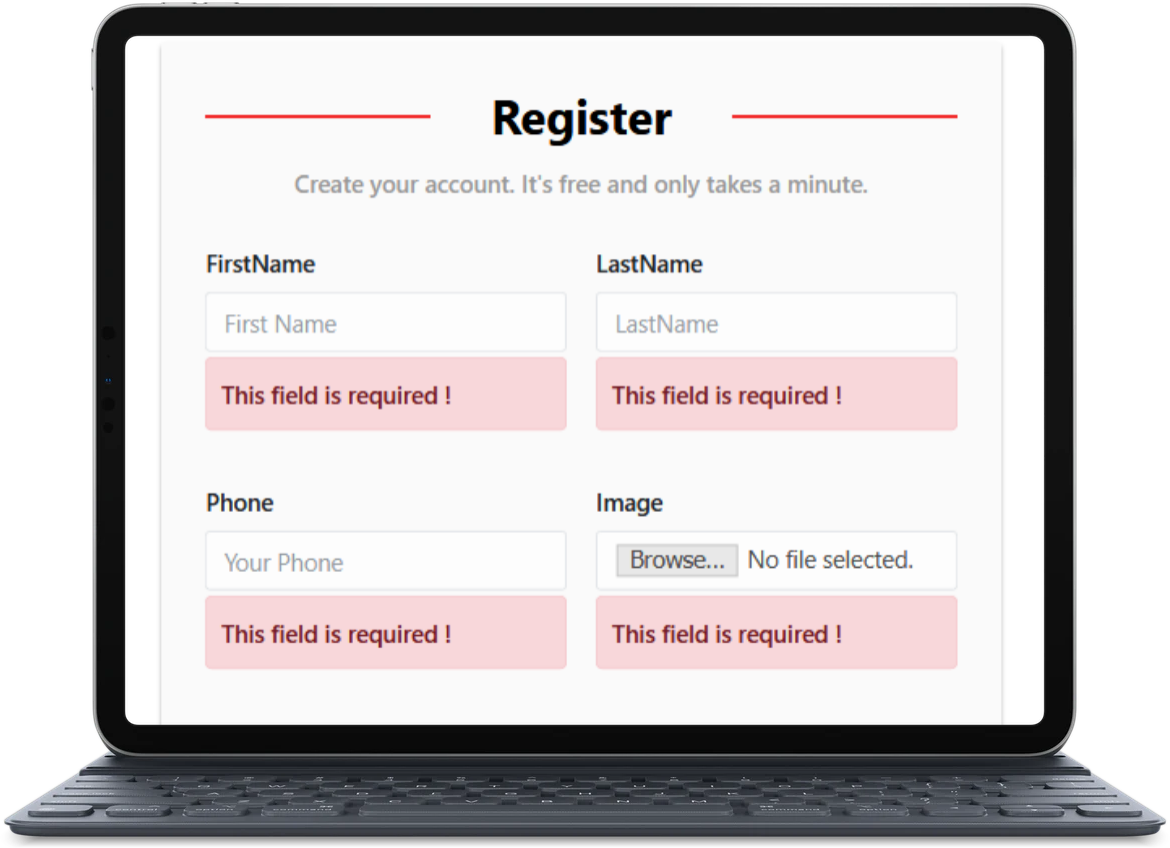 Register
Create your account. It's free and only takes a minute.
FirstName LastName
First Name LastName
This field is required ! This field is required !
Phone Image
Your Phone Browse... No file selected.
This field is required ! This field is required !